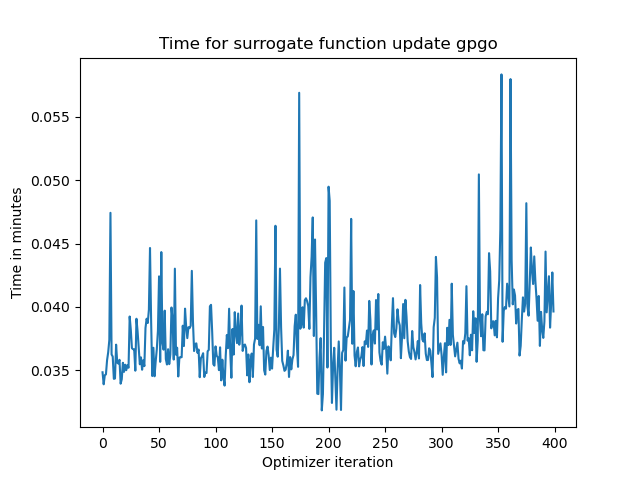 Time for surrogate function update gpgo
Time in minutes
0.055
0.050
0.045
0.040
0.035
0 50 100 150 200 250 300 350 400
Optimizer iteration